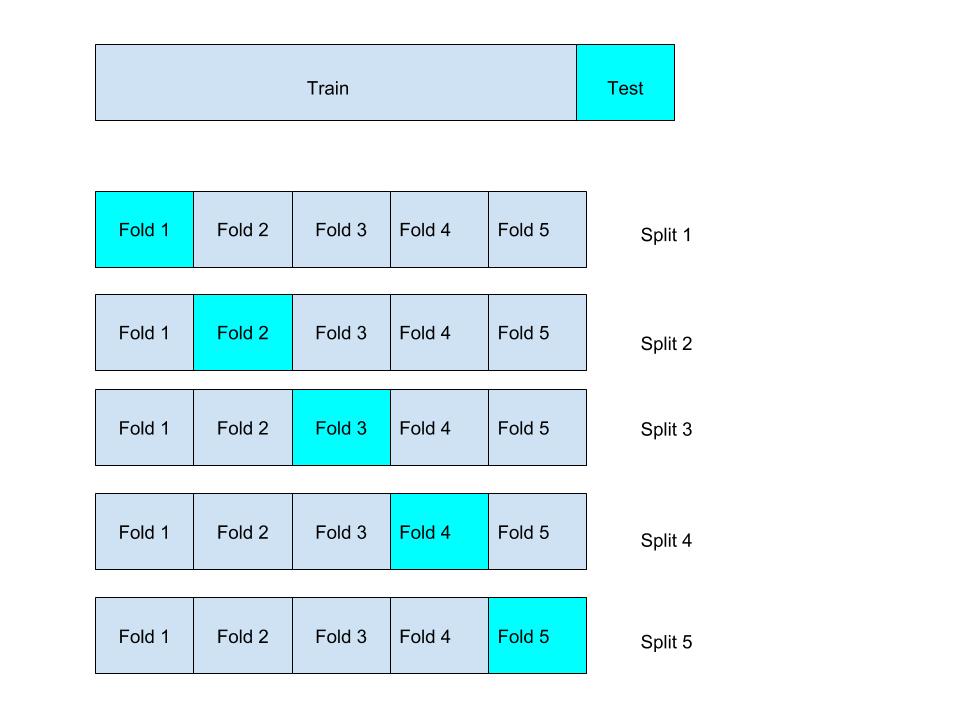 Train Test
Fold 1 Fold 2 Fold 3 Fold 4 Fold 5 Split 1
Fold 1 Fold 2 Fold 3 Fold 4 Fold 5 Split 2
Fold 1 Fold 2 Fold 3 Fold 4 Fold 5 Split 3
Fold 1 Fold 2 Fold 3 Fold 4 Fold 5 Split 4
Fold 1 Fold 2 Fold 3 Fold 4 Fold 5 Split 5